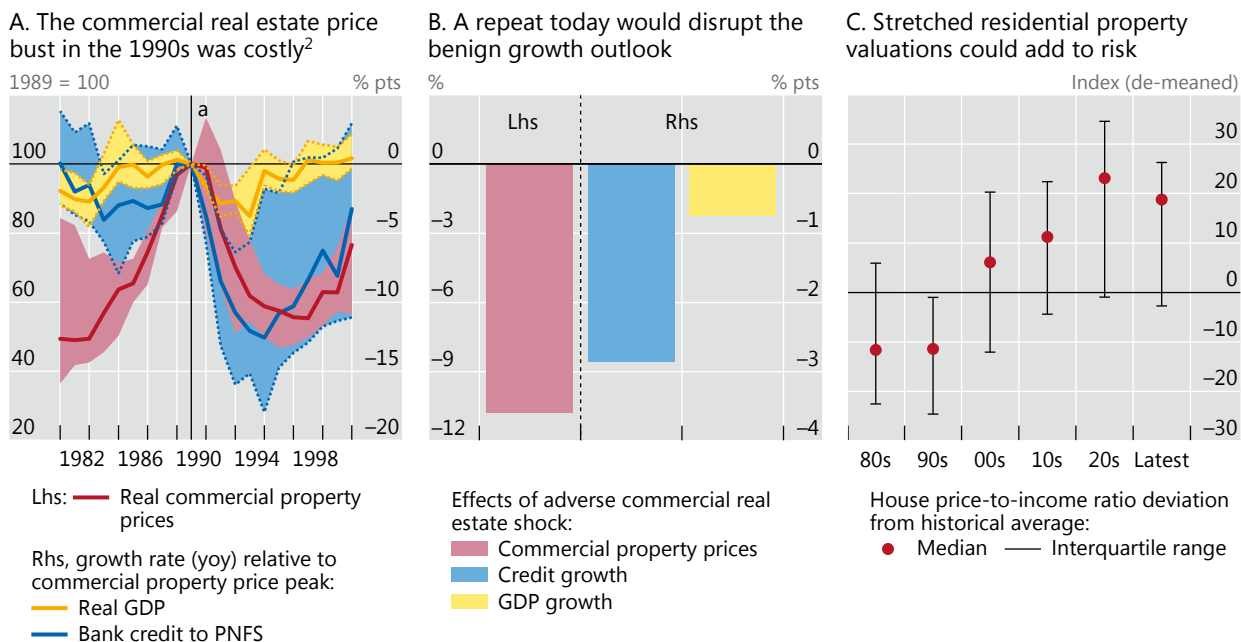 A. The commercial real estate price
bust in the 1990s was costly2
1989 = 100
% pts
a
100
80
60
40
20
0
–5
–10
–15
–20
1982 1986 1990 1994 1998
Lhs: Real commercial property
prices
Rhs, growth rate (yoy) relative to
commercial property price peak:
Real GDP
Bank credit to PNFS
B. A repeat today would disrupt the
benign growth outlook
%
% pts
Lhs
Rhs
0
–3
–6
–9
–12
0
–1
–2
–3
–4
Effects of adverse commercial real
estate shock:
Commercial property prices
Credit growth
GDP growth
C. Stretched residential property
valuations could add to risk
Index (de-meaned)
30
20
10
0
–10
–20
–30
80s 90s 00s 10s 20s Latest
House price-to-income ratio deviation
from historical average:
Median Interquartile range